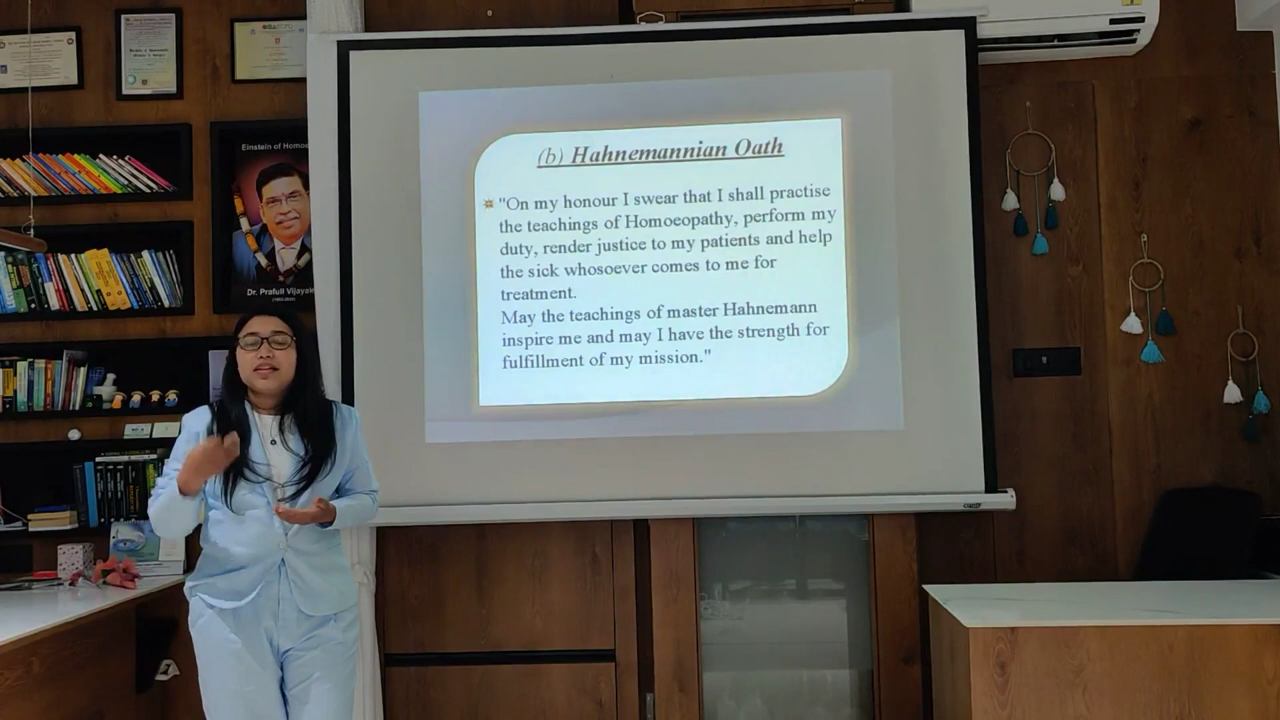 (b) Hahnemannian Oath
"On my honour I swear that I shall practise
the teachings of Homoeopathy, perform my
duty, render justice to my patients and help
the sick whosoever comes to me for
treatment.
May the teachings of master Hahnemann
inspire me and may I have the strength for
fulfillment of my mission."
Einstein of Homoe
Dr. Prafull Vijayak